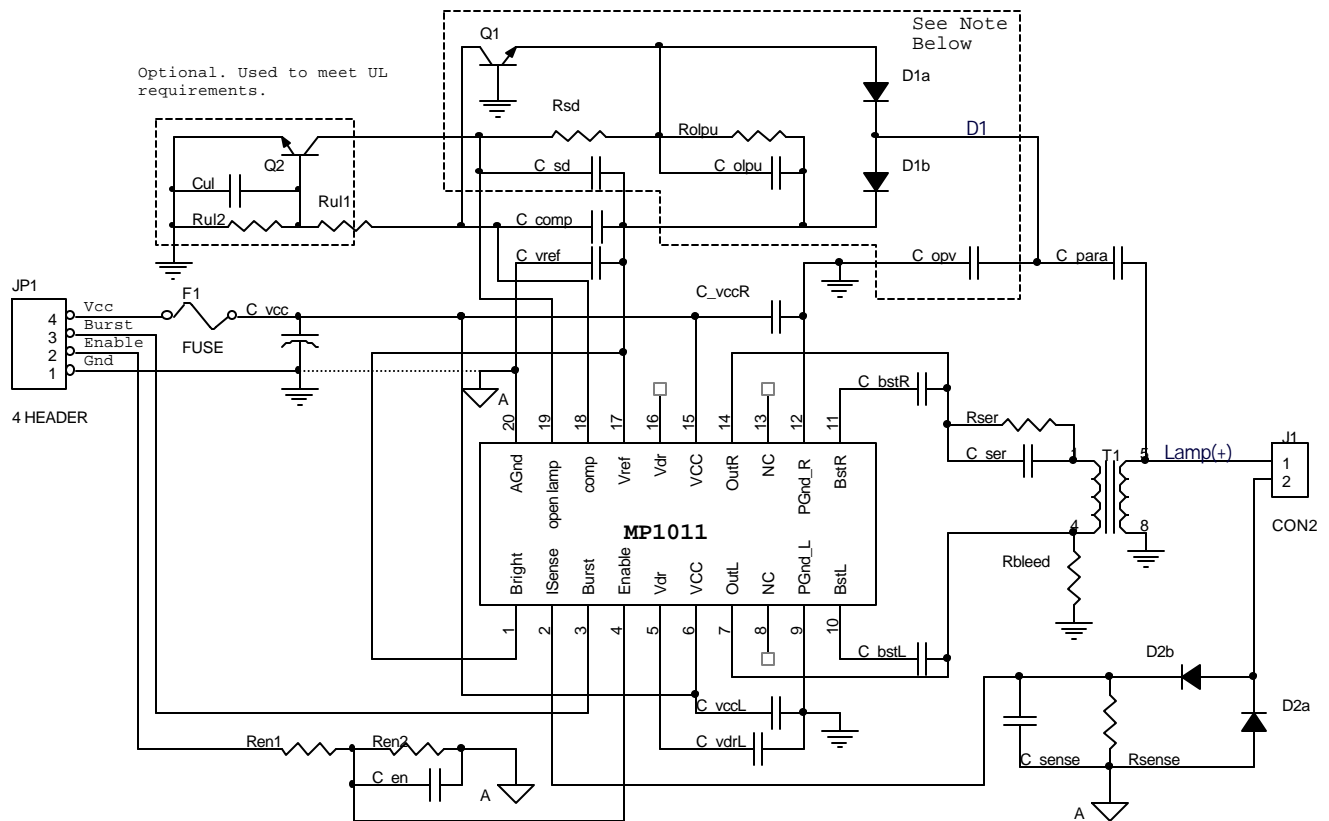 See Note
Below
Q1
Optional. Used to meet UL
requirements.
D1a
Rsd
Rolpu
D1
Q2
C_sd
C_olpu
D1b
Cul
Rul1
Rul2
C_comp
C_vref
C_opv
C_para
JP1
C_vccR
Vcc
F1
C_vcc
4
Burst
3
FUSE
Enable
2
Gnd
1
A
C_bstR
4 HEADER
20
19
18
17
16
15
14
13
12
11
Rser
J1
AGnd
open lamp
comp
Vref
Vdr
VCC
OutR
NC
PGnd_R
BstR
C_ser
1
T1
5
Lamp(+)
1
2
MP1011
4
8
CON2
Bright
ISense
Burst
Enable
Vdr
VCC
OutL
NC
PGnd_L
BstL
Rbleed
1
2
3
4
5
6
7
8
9
10
C_bstL
D2b
D2a
C_vccL
Ren1
Ren2
C_vdrL
C_sense
Rsense
C_en
A
A